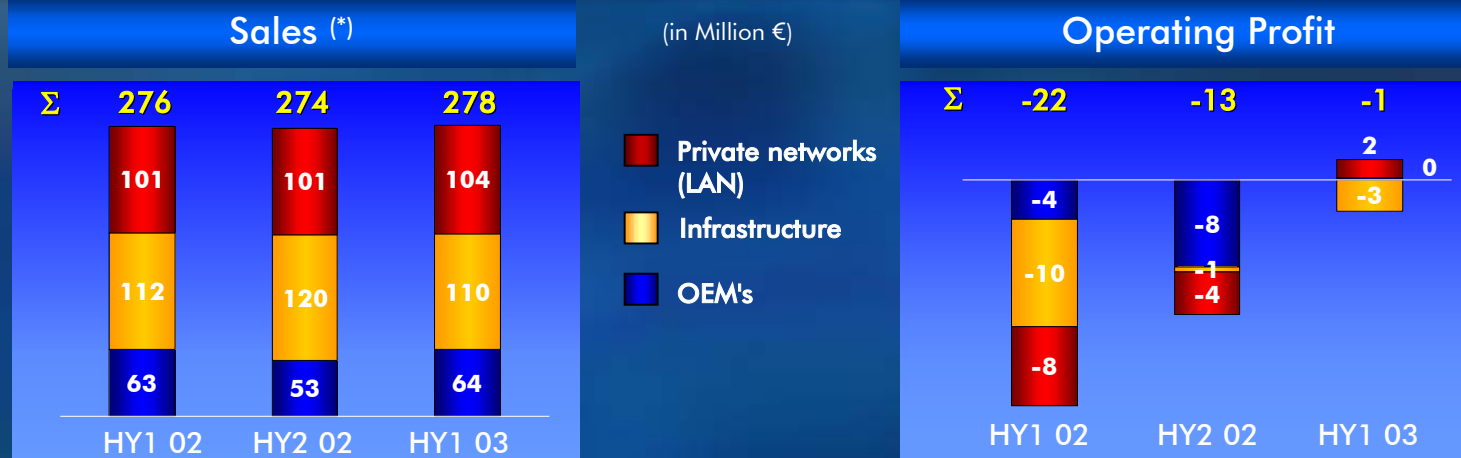 Sales (*)
(in Million €)
Operating Profit
Σ 276 274 278
101 101 104
112 120 110
63 53 64
HY1 02 HY2 02 HY1 03
Private networks
(LAN)
Infrastructure
OEM's
Σ -22 -13 -1
2
0
-4 -8 -3
-10 -1
-8 -4
HY1 02 HY2 02 HY1 03